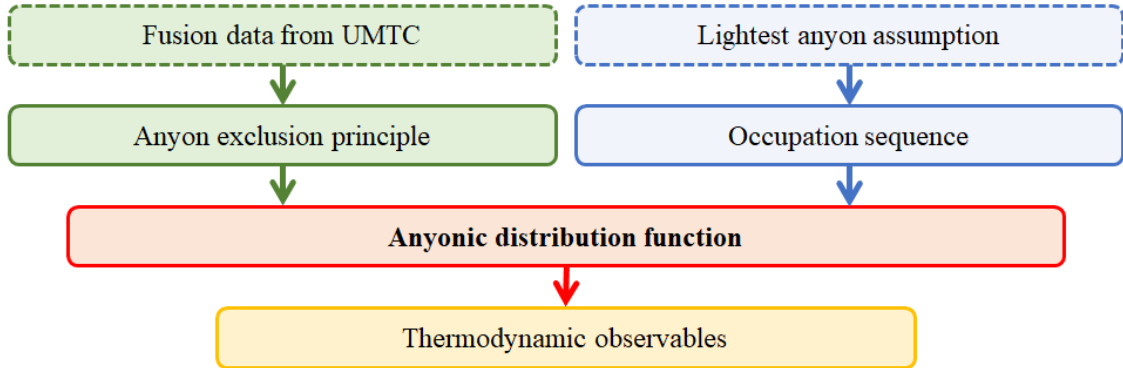 Fusion data from UMTC
Lightest anyon assumption
Anyon exclusion principle
Occupation sequence
Anyonic distribution function
Thermodynamic observables